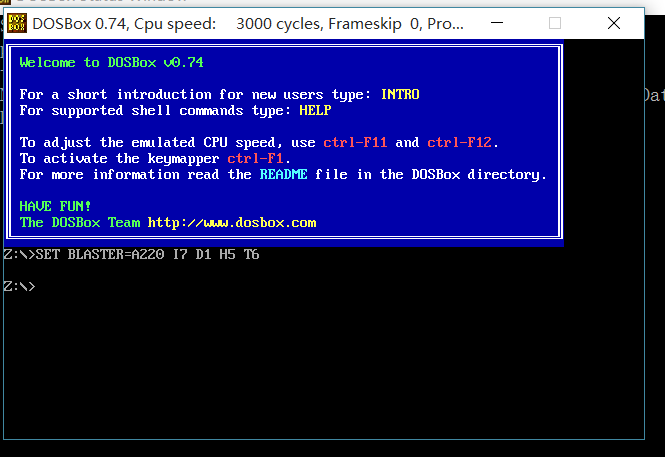 DOSBox 0.74, Cpu speed: 3000 cycles, Frameskip 0, Pro...
Welcome to DOSBox v0.74
For a short introduction for new users type: INTRO
For supported shell commands type: HELP
To adjust the emulated CPU speed, use ctrl-F11 and ctrl-F12.
To activate the keymapper ctrl-F1.
For more information read the README file in the DOSBox directory.
HAVE FUN!
The DOSBox Team http://www.dosbox.com
Z:\>SET BLASTER=A220 I7 D1 H5 T6
Z:\>